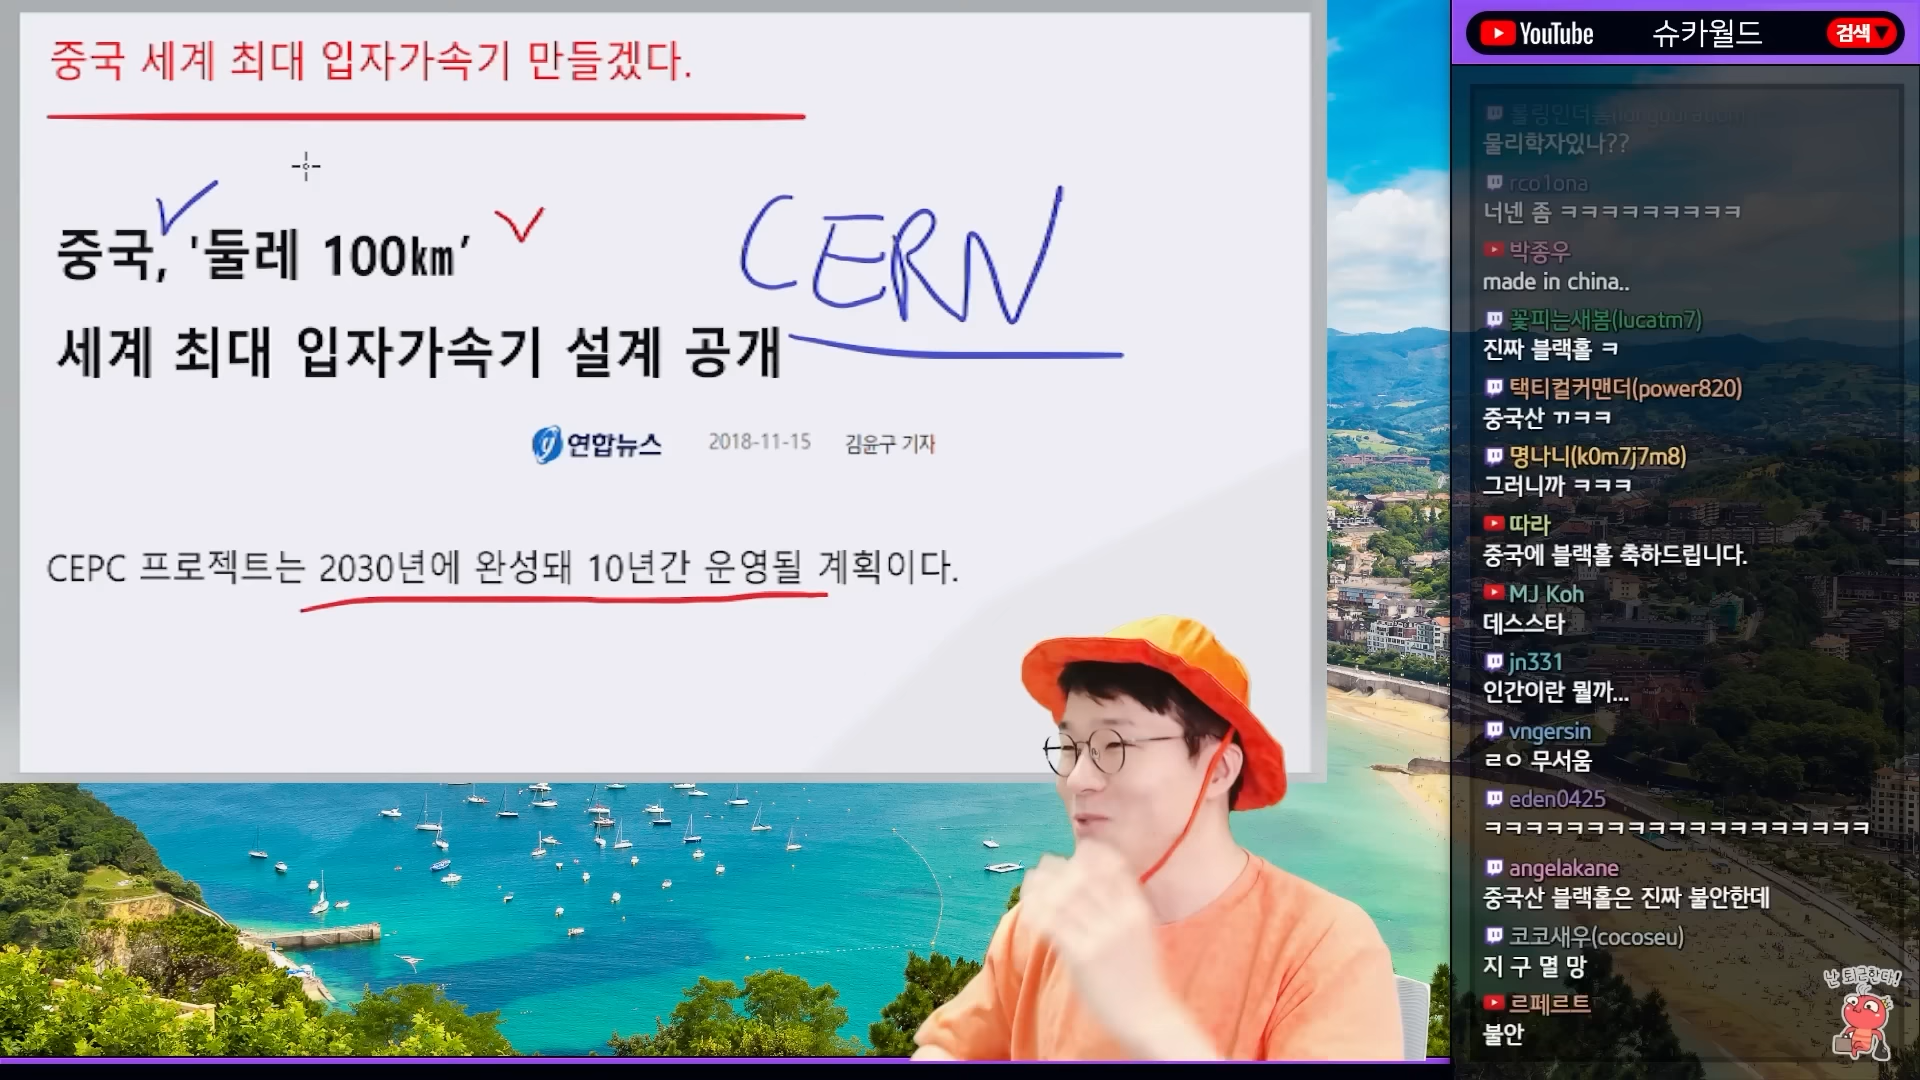 중국 세계 최대 입자가속기 만들겠다.
중국, '둘레 100㎞'
CERN
세계 최대 입자가속기 설계 공개
연합뉴스 2018-11-15 김윤구 기자
CEPC 프로젝트는 2030년에 완성돼 10년간 운영될 계획이다.
YouTube 슈카월드 검색
물리학자있나??
rco1ona
너넨 좀 ㅋㅋㅋㅋㅋㅋㅋㅋㅋ
박종우
made in china..
꽃피는새봄(lucatm7)
진짜 블랙홀 ㅋ
택티컬커맨더(power820)
중국산 ㄲㅋㅋ
명나니(k0m7j7m8)
그러니까 ㅋㅋㅋ
따라
중국에 블랙홀 축하드립니다.
MJ Koh
데스스타
jn331
인간이란 뭘까...
vngersin
ㄹㅇ 무서움
eden0425
ㅋㅋㅋㅋㅋㅋㅋㅋㅋㅋㅋㅋㅋㅋㅋㅋㅋㅋㅋ
angelakane
중국산 블랙홀은 진짜 불안한데
코코새우(cocoseu)
지 구 멸 망
르페르트
불안
난 퇴근한다!